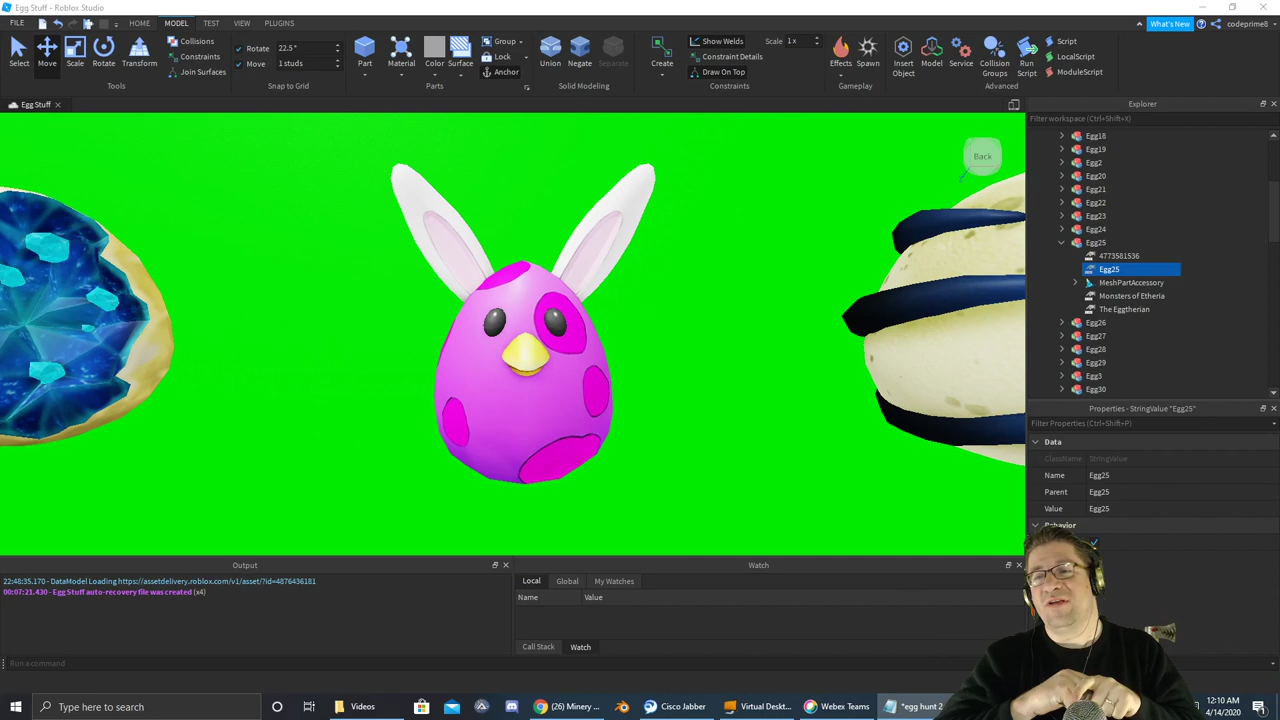 Egg Stuff - Roblox Studio
FILE HOME MODEL TEST VIEW PLUGINS What's New codeprime8
Select Move Scale Rotate Transform
Collisions
Constraints
Join Surfaces
Tools
Rotate 22.5°
Move 1 studs
Snap to Grid
Part Material Color Surface
Group
Lock
Anchor
Parts
Union Negate Separate
Solid Modeling
Create
Show Welds
Constraint Details
Draw On Top
Scale 1 x
Constraints
Effects Spawn
Gameplay
Insert Object
Model
Service
Collision Groups
Run Script
Script
LocalScript
ModuleScript
Advanced
Egg Stuff
Back
Explorer
Filter workspace (Ctrl+Shift+X)
Egg18
Egg19
Egg2
Egg20
Egg21
Egg22
Egg23
Egg24
Egg25
4773581536
Egg25
MeshPartAccessory
Monsters of Etheria
The Eggtherian
Egg26
Egg27
Egg28
Egg29
Egg3
Egg30
Properties - StringValue "Egg25"
Filter Properties (Ctrl+Shift+P)
Data
ClassName StringValue
Name Egg25
Parent Egg25
Value Egg25
Behavior
Output
22:48:35.170 - DataModel Loading https://assetdelivery.roblox.com/v1/asset/?id=4876436181
00:07:21.430 - Egg Stuff auto-recovery file was created (x4)
Watch
Local Global My Watches
Name Value
Call Stack Watch
Run a command
Type here to search
Videos
(26) Minery ...
Cisco Jabber
Virtual Deskt...
Webex Teams
*egg hunt 2
12:10 AM
4/14/2020